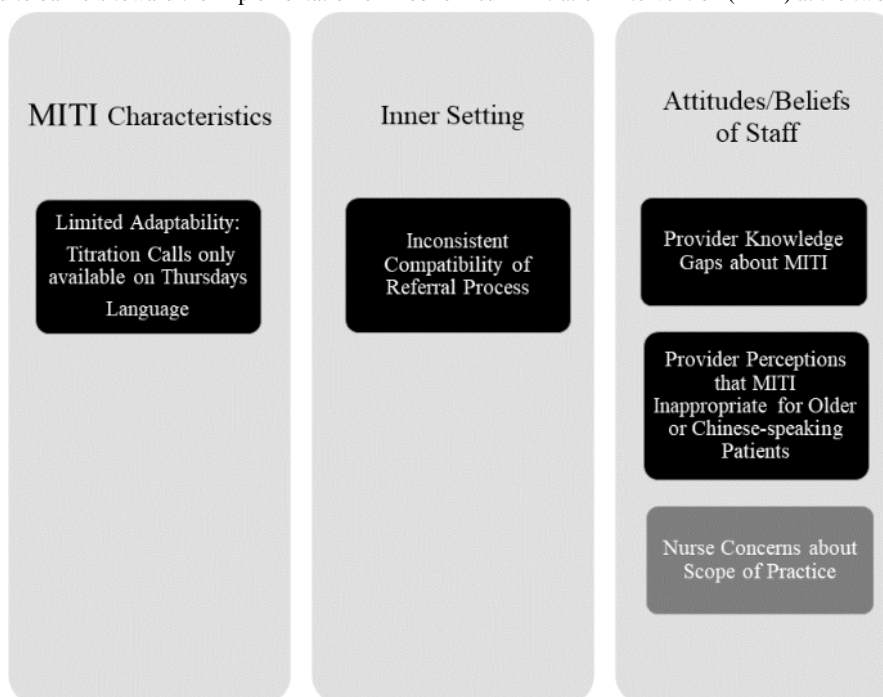 MITI Characteristics
Limited Adaptability:
Titration Calls only
available on Thursdays
Language
Inner Setting
Inconsistent
Compatibility of
Referral Process
Attitudes/Beliefs
of Staff
Provider Knowledge
Gaps about MITI
Provider Perceptions
that MITI
Inappropriate for Older
or Chinese-speaking
Patients
Nurse Concerns about
Scope of Practice